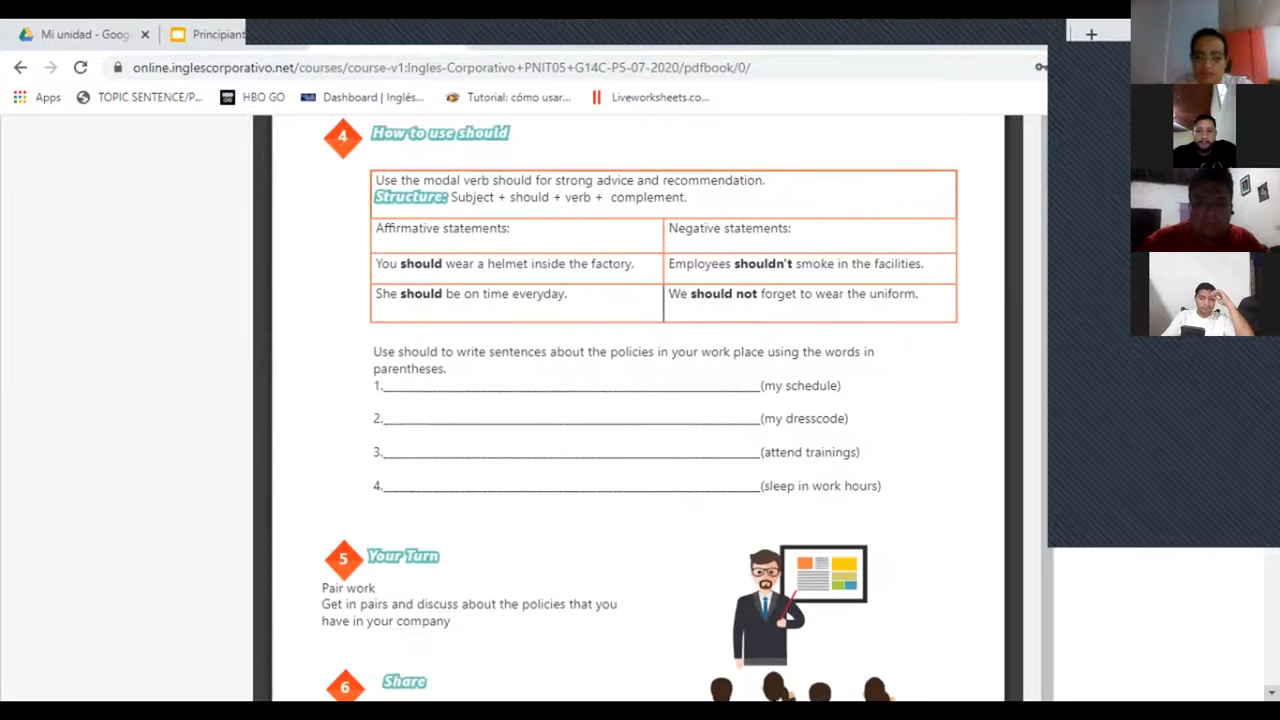 Mi unidad - Goog
Principiant
online.inglescorporativo.net/courses/course-v1:Ingles-Corporativo+PNIT05+G14C-P5-07-2020/pdfbook/0/
Apps
TOPIC SENTENCE/P...
HBO GO
Dashboard | Inglés...
Tutorial: cómo usar...
Liveworksheets.co...
4 How to use should
Use the modal verb should for strong advice and recommendation.
Structure: Subject + should + verb + complement.
Affirmative statements:
Negative statements:
You should wear a helmet inside the factory.
Employees shouldn't smoke in the facilities.
She should be on time everyday.
We should not forget to wear the uniform.
Use should to write sentences about the policies in your work place using the words in
parentheses.
1. (my schedule)
2. (my dresscode)
3. (attend trainings)
4. (sleep in work hours)
5 Your Turn
Pair work
Get in pairs and discuss about the policies that you
have in your company
6 Share